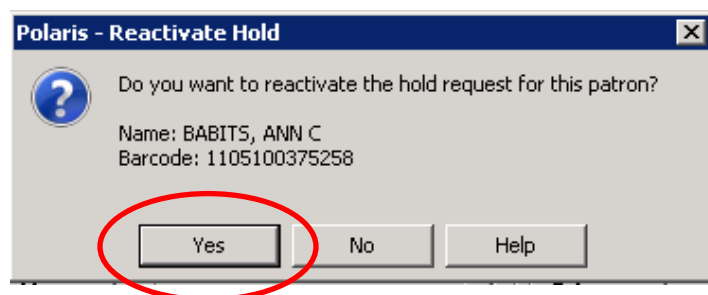 Polaris - Reactivate Hold
Do you want to reactivate the hold request for this patron?
Name: BABITS, ANN C
Barcode: 1105100375258
Yes No Help